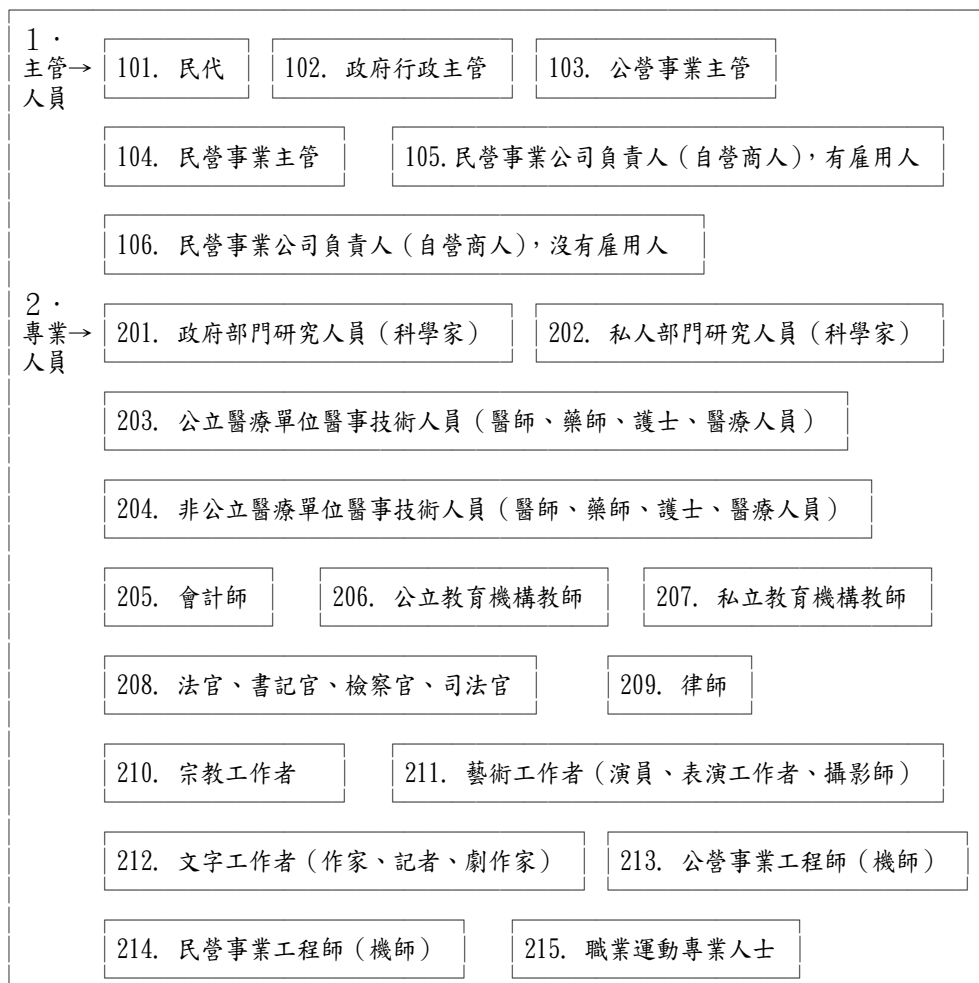 1．
主管→ 101. 民代 102. 政府行政主管 103. 公營事業主管
人員
104. 民營事業主管 105.民營事業公司負責人（自營商人），有雇用人
106. 民營事業公司負責人（自營商人），沒有雇用人
2．
專業→ 201. 政府部門研究人員（科學家） 202. 私人部門研究人員（科學家）
人員
203. 公立醫療單位醫事技術人員（醫師、藥師、護士、醫療人員）
204. 非公立醫療單位醫事技術人員（醫師、藥師、護士、醫療人員）
205. 會計師 206. 公立教育機構教師 207. 私立教育機構教師
208. 法官、書記官、檢察官、司法官 209. 律師
210. 宗教工作者 211. 藝術工作者（演員、表演工作者、攝影師）
212. 文字工作者（作家、記者、劇作家） 213. 公營事業工程師（機師）
214. 民營事業工程師（機師） 215. 職業運動專業人士